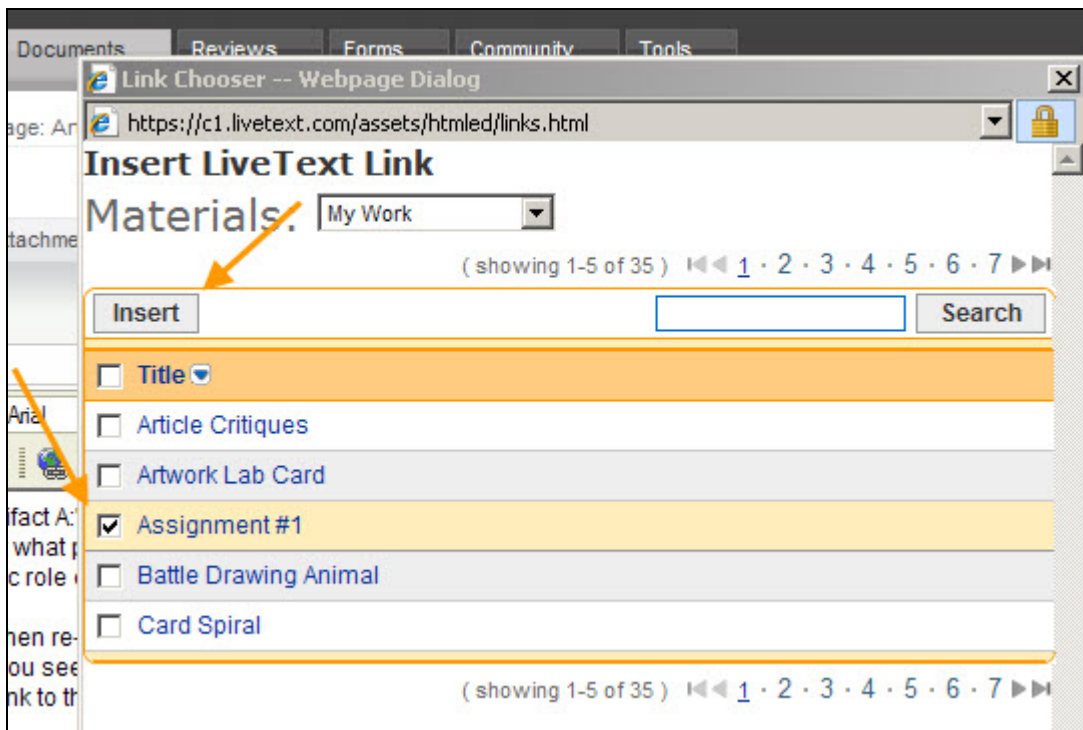 Documents Reviews Forms Community Tools
Link Chooser -- Webpage Dialog
https://c1.livetext.com/assets/htmled/links.html
Insert LiveText Link
Materials: My Work
( showing 1-5 of 35 ) 1 · 2 · 3 · 4 · 5 · 6 · 7
Insert Search
Title
Arial
Article Critiques
Artwork Lab Card
Assignment #1
what
Battle Drawing Animal
role
Card Spiral
( showing 1-5 of 35 ) 1 · 2 · 3 · 4 · 5 · 6 · 7